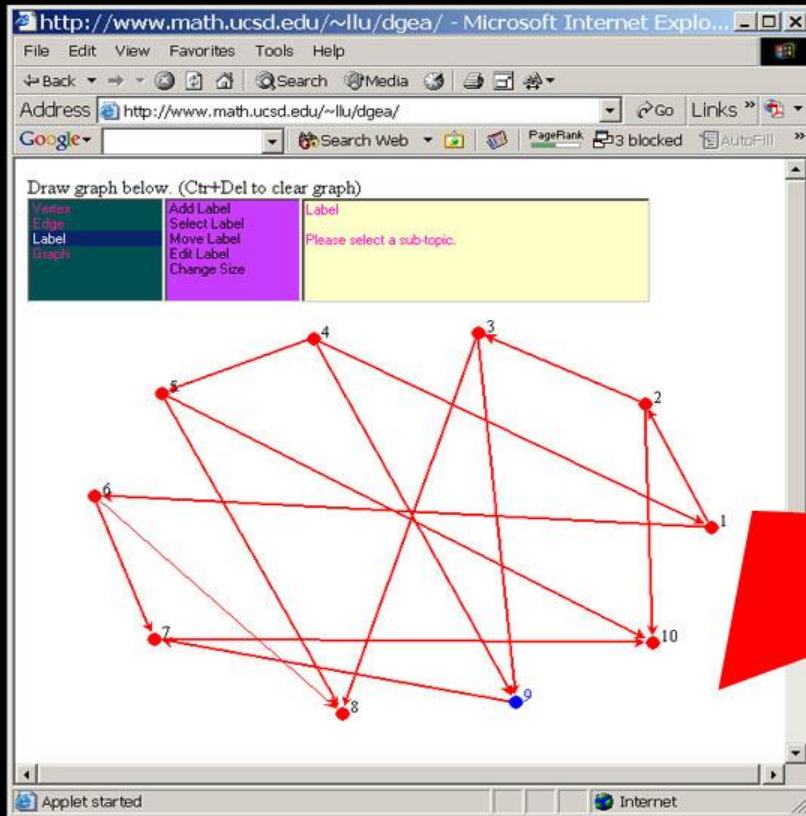 http://www.math.ucsd.edu/~llu/dgea/ - Microsoft Internet Explo...
File Edit View Favorites Tools Help
Back Search Media
Address http://www.math.ucsd.edu/~llu/dgea/ Go Links »
Google Search Web PageRank 3 blocked AutoFill »
Draw graph below. (Ctr+Del to clear graph)
Vertex Add Label Label
Edge Select Label
Label Move Label Please select a sub-topic.
Graph Edit Label
Change Size
4 3
5 2
6 1
7 10
8 9
Applet started Internet